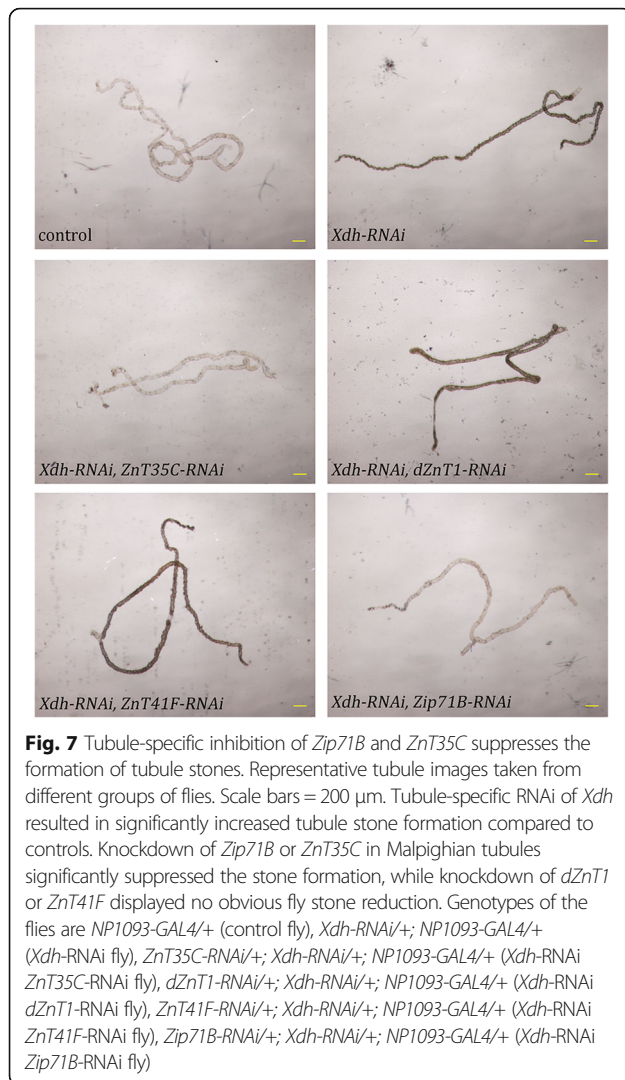 control
Xdh-RNAi
Xdh-RNAi, ZnT35C-RNAi
Xdh-RNAi, dZnT1-RNAi
Xdh-RNAi, ZnT41F-RNAi
Xdh-RNAi, Zip71B-RNAi
Fig. 7 Tubule-specific inhibition of Zip71B and ZnT35C suppresses the
formation of tubule stones. Representative tubule images taken from
different groups of flies. Scale bars = 200 μm. Tubule-specific RNAi of Xdh
resulted in significantly increased tubule stone formation compared to
controls. Knockdown of Zip71B or ZnT35C in Malpighian tubules
significantly suppressed the stone formation, while knockdown of dZnT1
or ZnT41F displayed no obvious fly stone reduction. Genotypes of the
flies are NP1093-GAL4/+ (control fly), Xdh-RNAi/+; NP1093-GAL4/+
(Xdh-RNAi fly), ZnT35C-RNAi/+; Xdh-RNAi/+; NP1093-GAL4/+ (Xdh-RNAi
ZnT35C-RNAi fly), dZnT1-RNAi/+; Xdh-RNAi/+; NP1093-GAL4/+ (Xdh-RNAi
dZnT1-RNAi fly), ZnT41F-RNAi/+; Xdh-RNAi/+; NP1093-GAL4/+ (Xdh-RNAi
ZnT41F-RNAi fly), Zip71B-RNAi/+; Xdh-RNAi/+; NP1093-GAL4/+ (Xdh-RNAi
Zip71B-RNAi fly)